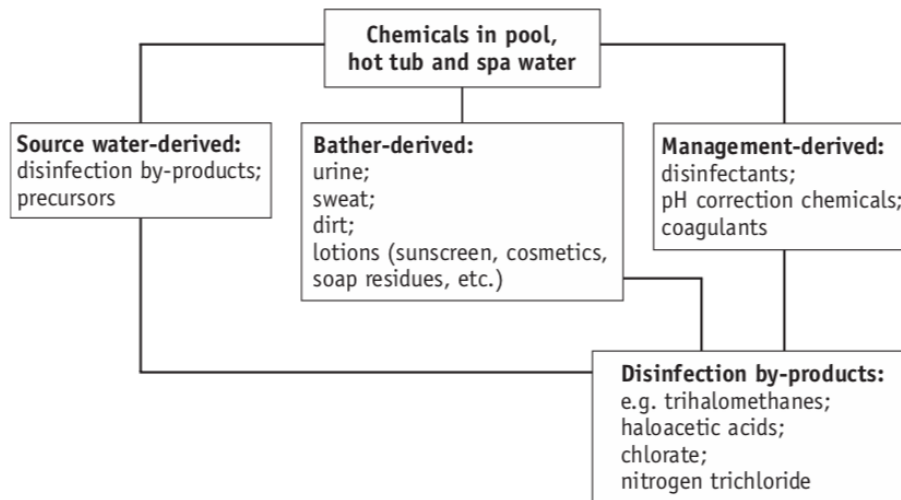 Chemicals in pool,
hot tub and spa water
Source water-derived:
disinfection by-products;
precursors
Bather-derived:
urine;
sweat;
dirt;
lotions (sunscreen, cosmetics,
soap residues, etc.)
Management-derived:
disinfectants;
pH correction chemicals;
coagulants
Disinfection by-products:
e.g. trihalomethanes;
haloacetic acids;
chlorate;
nitrogen trichloride